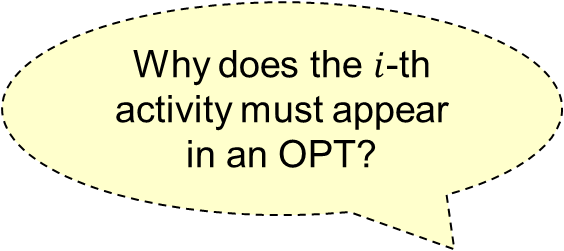 Why does the i-th
activity must appear
in an OPT?